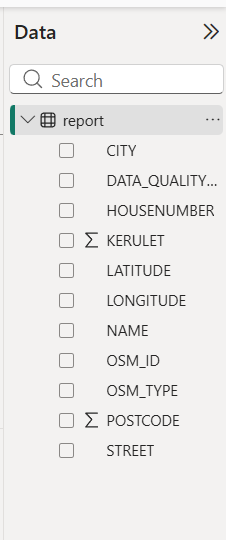 Data
Search
report
CITY
DATA_QUALITY...
HOUSENUMBER
KERULET
LATITUDE
LONGITUDE
NAME
OSM_ID
OSM_TYPE
POSTCODE
STREET